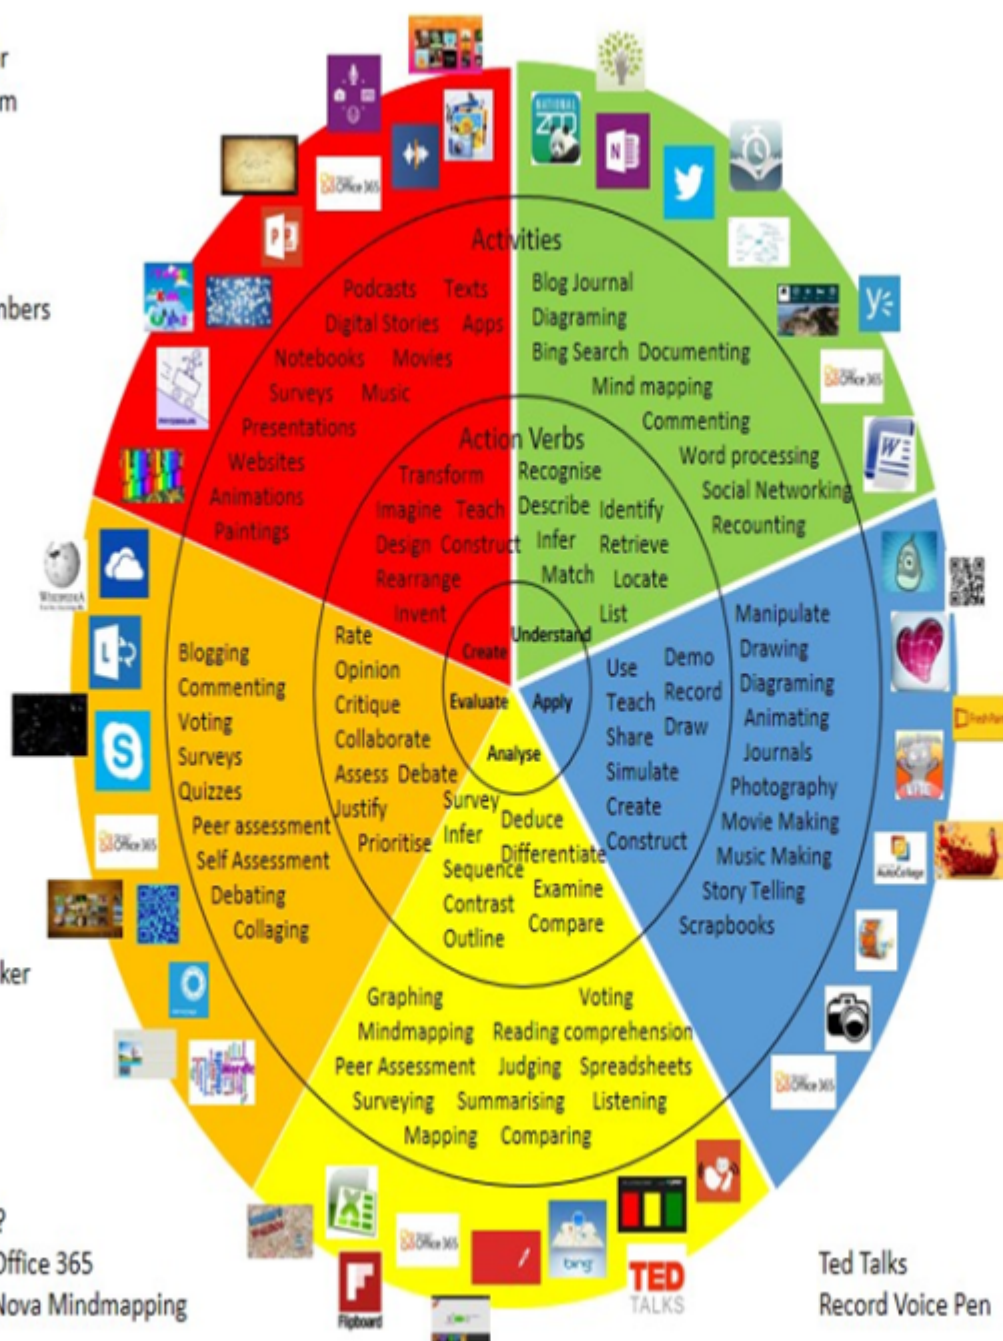 r
m
nbers
ker
?
Office 365
Nova Mindmapping
Ted Talks
Record Voice Pen
Activities
Podcasts Texts
Digital Stories Apps
Notebooks Movies
Surveys Music
Presentations
Websites
Animations
Paintings
Blog Journal
Diagraming
Bing Search Documenting
Mind mapping
Commenting
Word processing
Social Networking
Recounting
Action Verbs
Transform
Imagine Teach
Design Construct
Rearrange
Invent
Create
Recognise
Describe Identify
Infer Retrieve
Match Locate
List
Understand
Manipulate
Drawing
Diagraming
Animating
Journals
Photography
Movie Making
Music Making
Story Telling
Scrapbooks
Use Demo
Teach Record
Share Draw
Simulate
Create
Construct
Apply
Analyse
Survey Deduce
Infer Differentiate
Sequence Examine
Contrast Compare
Outline
Graphing Voting
Mindmapping Reading comprehension
Peer Assessment Judging Spreadsheets
Surveying Summarising Listening
Mapping Comparing
Evaluate
Rate
Opinion
Critique
Collaborate
Assess Debate
Justify
Prioritise
Blogging
Commenting
Voting
Surveys
Quizzes
Peer assessment
Self Assessment
Debating
Collaging
NATIONAL
ZOO
N
Office 365
P
W
Office 365
WIKIPEDIA
L
S
Office 365
Wordle
X
Office 365
Flipboard
bing
TED
TALKS
AutoCollage
Office 365
Fresh Paint